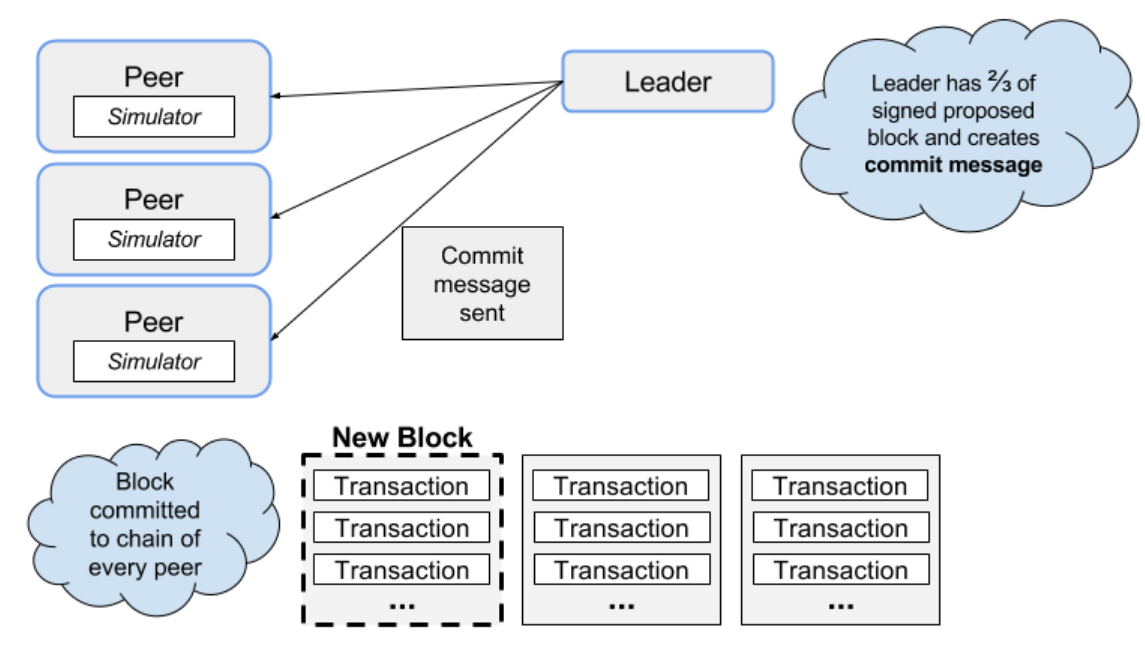 Peer
Simulator
Peer
Simulator
Peer
Simulator
Leader
Leader has ⅔ of
signed proposed
block and creates
commit message
Commit
message
sent
Block
committed
to chain of
every peer
New Block
Transaction
Transaction
Transaction
...
Transaction
Transaction
Transaction
...
Transaction
Transaction
Transaction
...